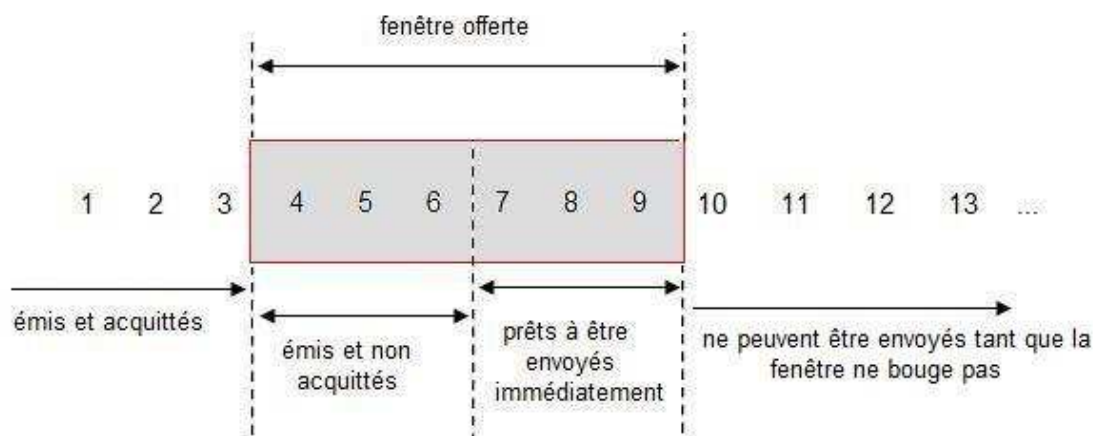 fenêtre offerte
1 2 3 4 5 6 7 8 9 10 11 12 13 ...
émis et acquittés
émis et non
acquittés
prêts à être
envoyés
immédiatement
ne peuvent être envoyés tant que la
fenêtre ne bouge pas